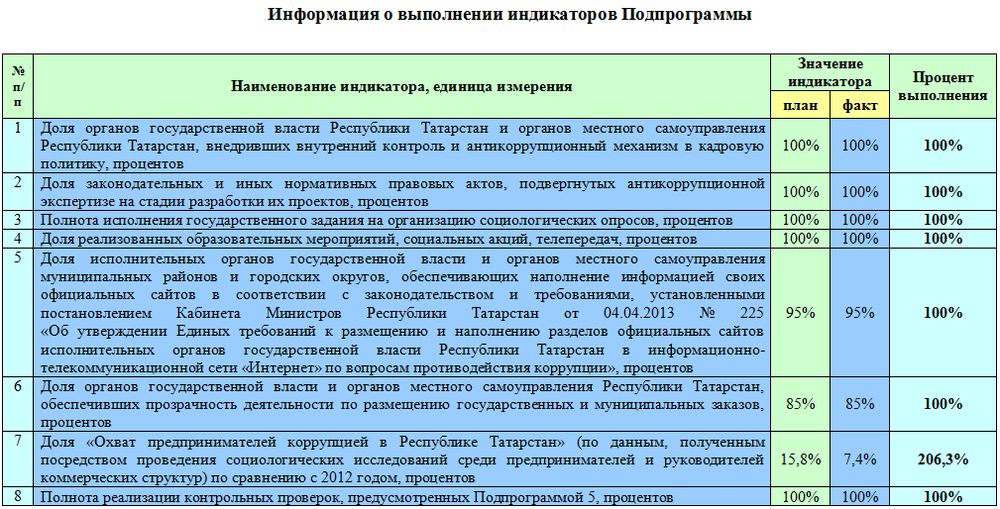 Информация о выполнении индикаторов Подпрограммы
№ п/п
Наименование индикатора, единица измерения
Значение индикатора
план
факт
Процент выполнения
1
Доля органов государственной власти Республики Татарстан и органов местного самоуправления
Республики Татарстан, внедривших внутренний контроль и антикоррупционный механизм в кадровую
политику, процентов
100%
100%
100%
2
Доля законодательных и иных нормативных правовых актов, подвергнутых антикоррупционной
экспертизе на стадии разработки их проектов, процентов
100%
100%
100%
3
Полнота исполнения государственного задания на организацию социологических опросов, процентов
100%
100%
100%
4
Доля реализованных образовательных мероприятий, социальных акций, телепередач, процентов
100%
100%
100%
5
Доля исполнительных органов государственной власти и органов местного самоуправления
муниципальных районов и городских округов, обеспечивающих наполнение информацией своих
официальных сайтов в соответствии с законодательством и требованиями, установленными
постановлением Кабинета Министров Республики Татарстан от 04.04.2013 № 225
«Об утверждении Единых требований к размещению и наполнению разделов официальных сайтов
исполнительных органов государственной власти Республики Татарстан в информационно-
телекоммуникационной сети «Интернет» по вопросам противодействия коррупции», процентов
95%
95%
100%
6
Доля органов государственной власти и органов местного самоуправления Республики Татарстан,
обеспечивших прозрачность деятельности по размещению государственных и муниципальных заказов,
процентов
85%
85%
100%
7
Доля «Охват предпринимателей коррупцией в Республике Татарстан» (по данным, полученным
посредством проведения социологических исследований среди предпринимателей и руководителей
коммерческих структур) по сравнению с 2012 годом, процентов
15,8%
7,4%
206,3%
8
Полнота реализации контрольных проверок, предусмотренных Подпрограммой 5, процентов
100%
100%
100%